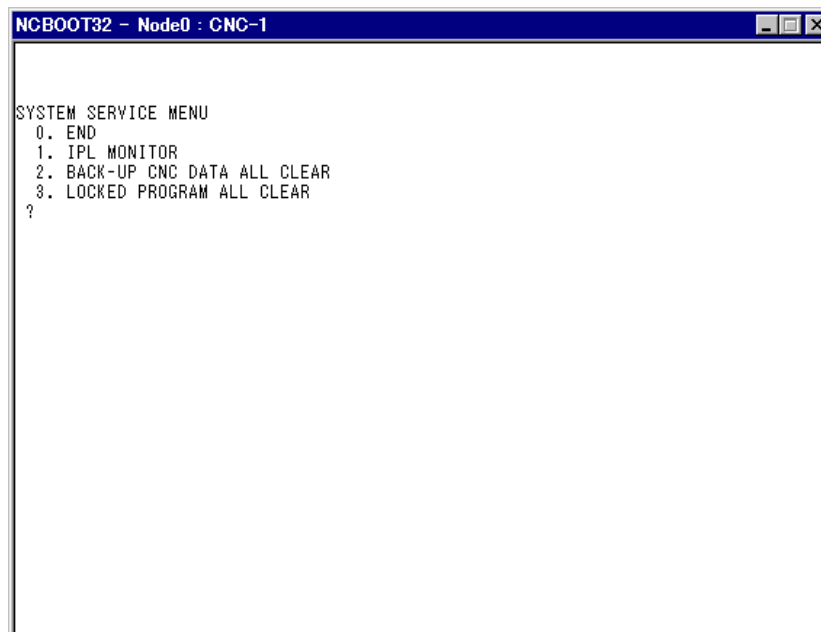 NCBOOT32 - Node0 : CNC-1
SYSTEM SERVICE MENU
0. END
1. IPL MONITOR
2. BACK-UP CNC DATA ALL CLEAR
3. LOCKED PROGRAM ALL CLEAR
?